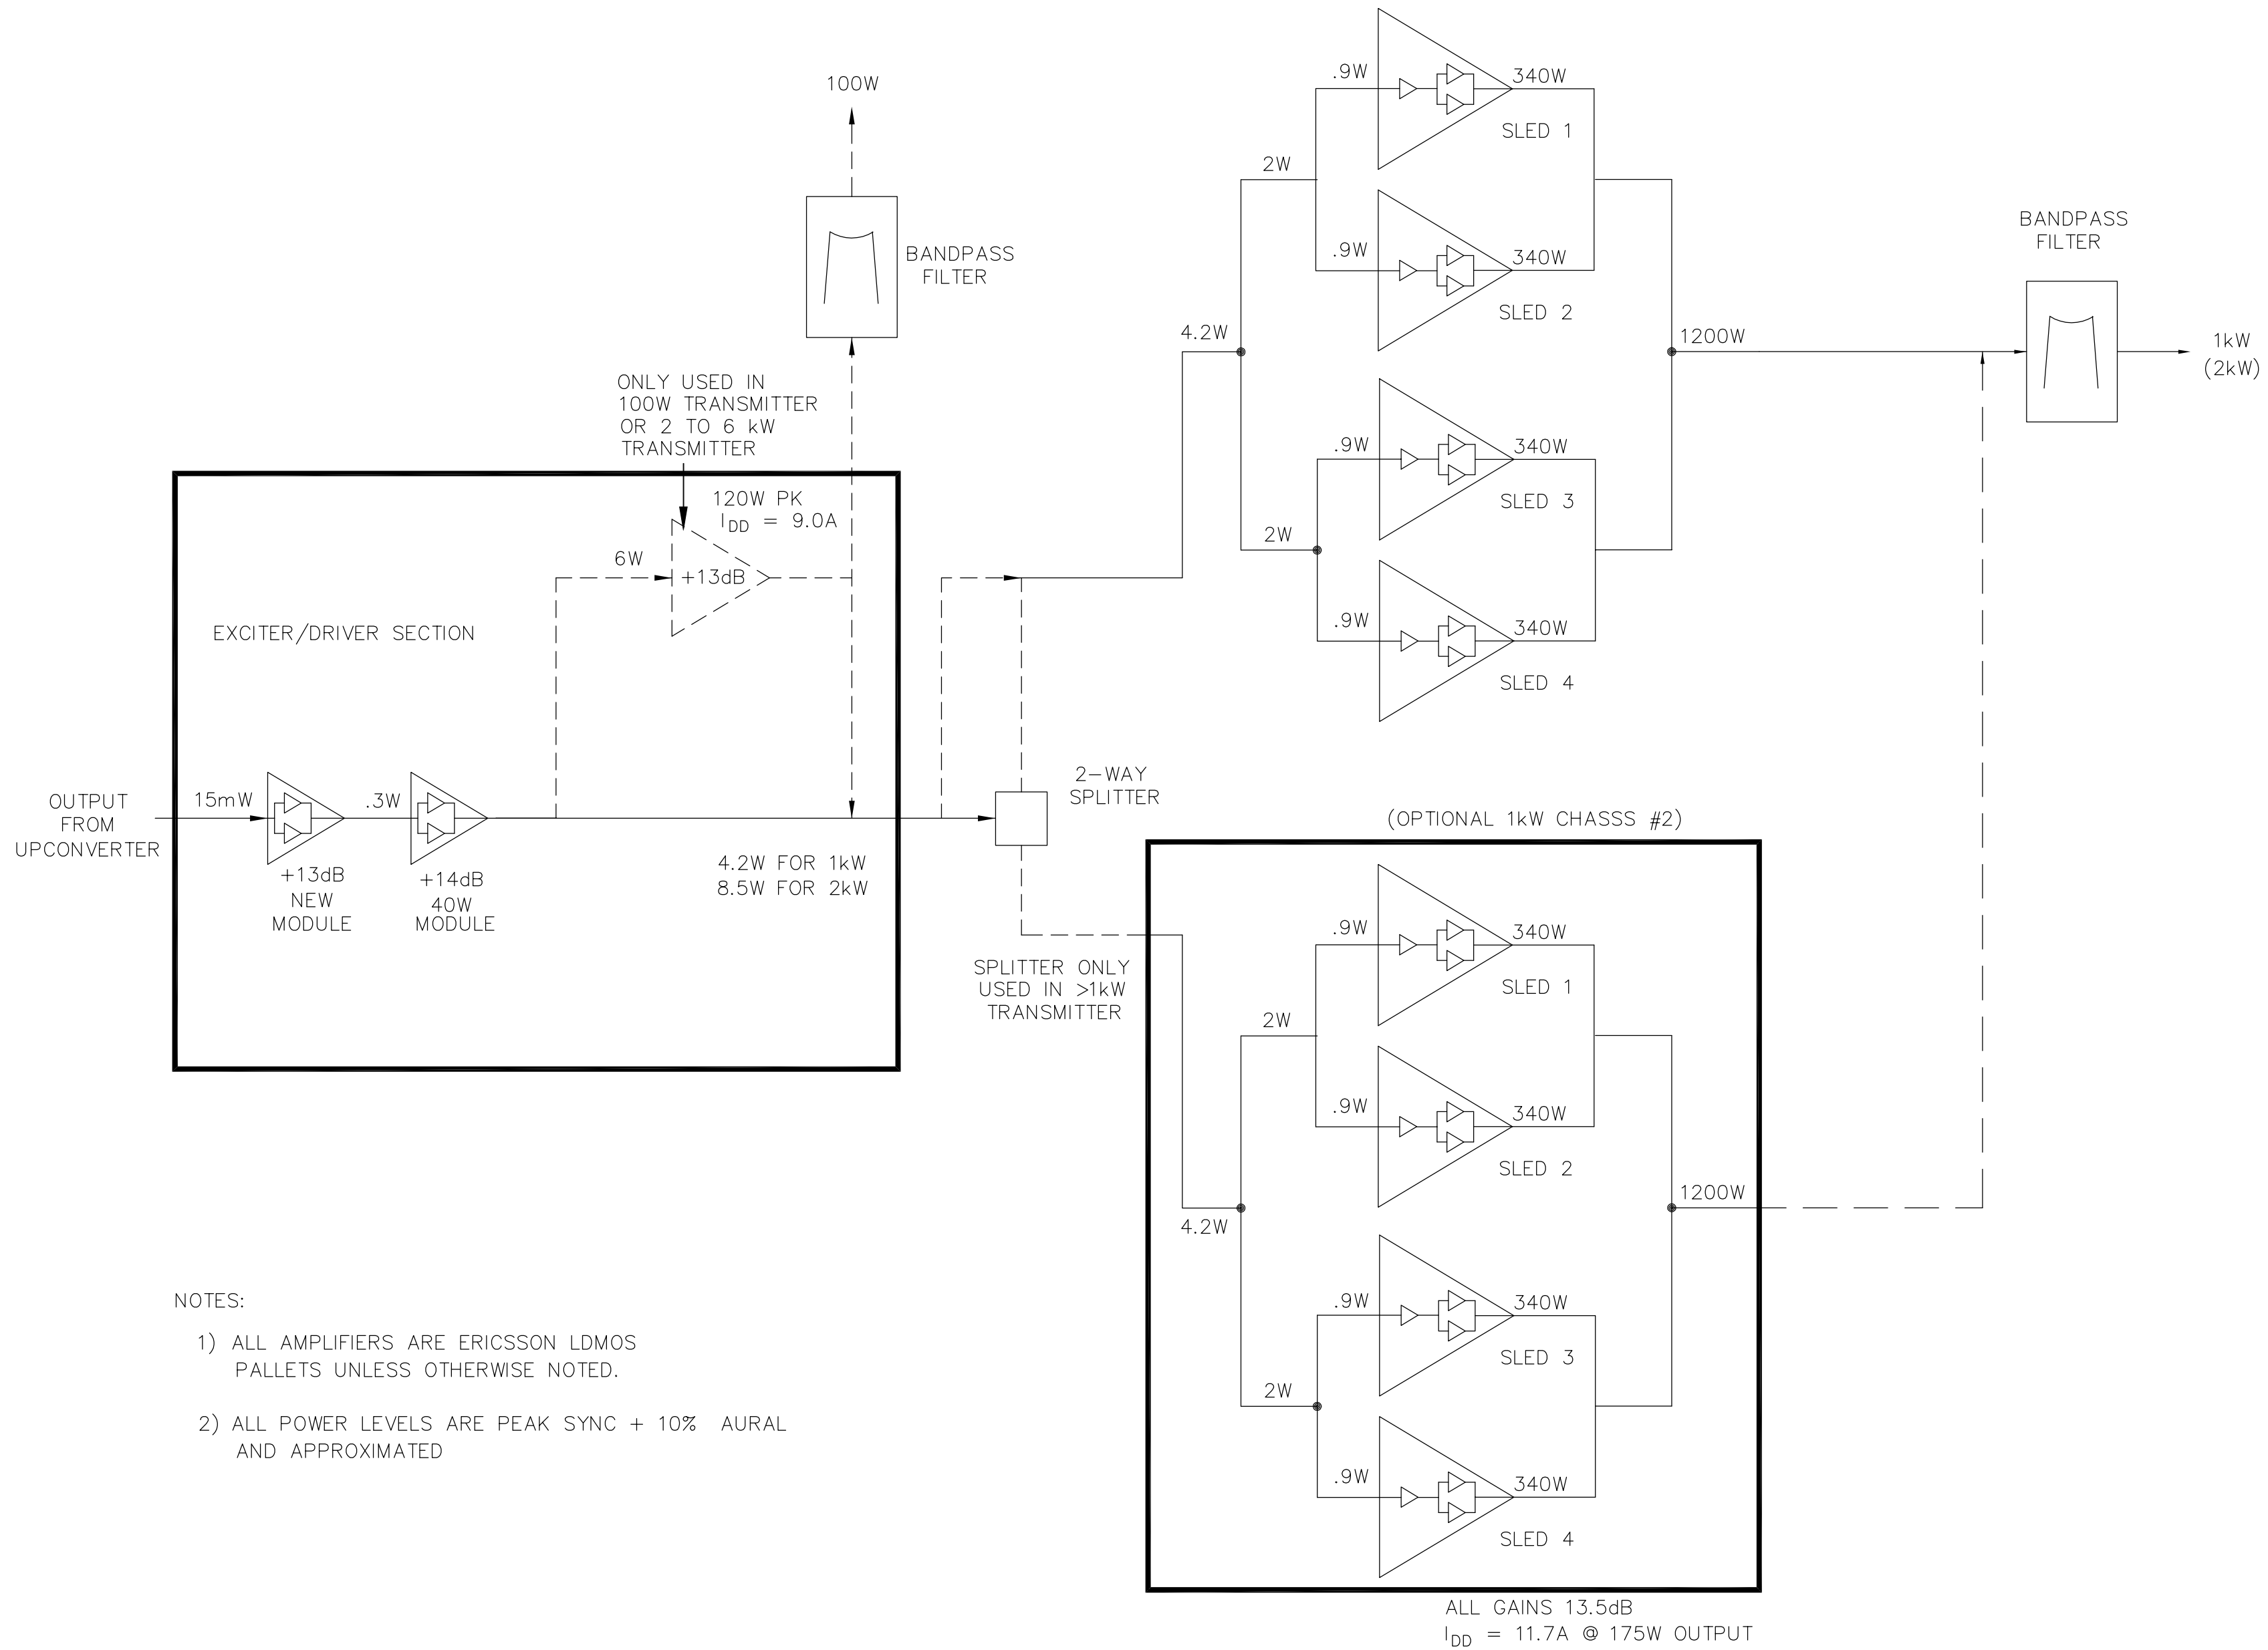 100W
BANDPASS
FILTER
ONLY USED IN
100W TRANSMITTER
OR 2 TO 6 kW
TRANSMITTER
120W PK
IDD = 9.0A
6W
+13dB
EXCITER/DRIVER SECTION
OUTPUT
FROM
UPCONVERTER
15mW
.3W
+13dB
NEW
MODULE
+14dB
40W
MODULE
4.2W FOR 1kW
8.5W FOR 2kW
2-WAY
SPLITTER
SPLITTER ONLY
USED IN >1kW
TRANSMITTER
4.2W
2W
.9W
340W
SLED 1
.9W
340W
SLED 2
2W
.9W
340W
SLED 3
.9W
340W
SLED 4
1200W
BANDPASS
FILTER
1kW
(2kW)
(OPTIONAL 1kW CHASSS #2)
4.2W
2W
.9W
340W
SLED 1
.9W
340W
SLED 2
2W
.9W
340W
SLED 3
.9W
340W
SLED 4
1200W
ALL GAINS 13.5dB
IDD = 11.7A @ 175W OUTPUT
NOTES:
1) ALL AMPLIFIERS ARE ERICSSON LDMOS
PALLETS UNLESS OTHERWISE NOTED.
2) ALL POWER LEVELS ARE PEAK SYNC + 10% AURAL
AND APPROXIMATED